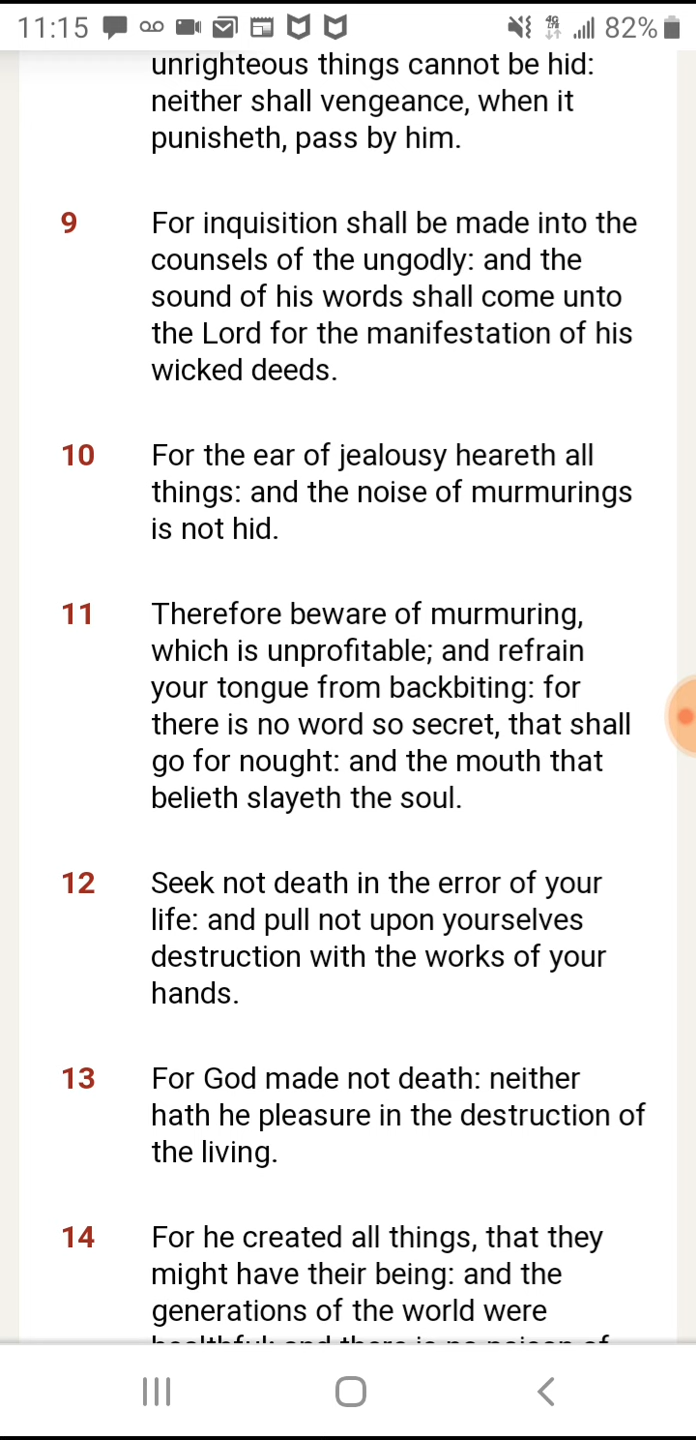 11:15
82%
unrighteous things cannot be hid:
neither shall vengeance, when it
punisheth, pass by him.
9 For inquisition shall be made into the
counsels of the ungodly: and the
sound of his words shall come unto
the Lord for the manifestation of his
wicked deeds.
10 For the ear of jealousy heareth all
things: and the noise of murmurings
is not hid.
11 Therefore beware of murmuring,
which is unprofitable; and refrain
your tongue from backbiting: for
there is no word so secret, that shall
go for nought: and the mouth that
belieth slayeth the soul.
12 Seek not death in the error of your
life: and pull not upon yourselves
destruction with the works of your
hands.
13 For God made not death: neither
hath he pleasure in the destruction of
the living.
14 For he created all things, that they
might have their being: and the
generations of the world were